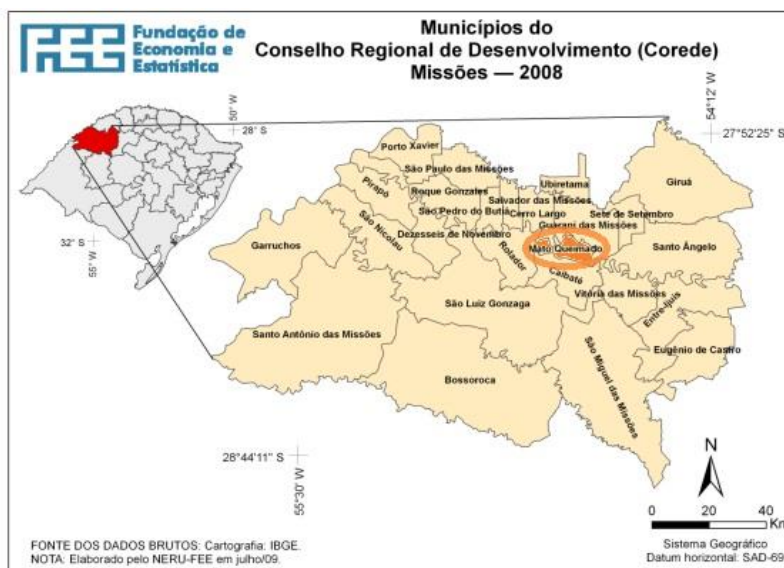 FEE
Fundação de
Economia e
Estatística
Municípios do
Conselho Regional de Desenvolvimento (Corede)
Missões — 2008
50° W
28° S
54°12' W
27°52'25" S
32° S
55° W
Porto Xavier
São Paulo das Missões
Pirapó
Roque Gonzales
Ubiretama
Giruá
Salvador das Missões
São Pedro do Butiá
Cerro Largo
Sete de Setembro
São Nicolau
Dezesseis de Novembro
Guarani das Missões
Garruchos
Rolador
Mato Queimado
Santo Ângelo
Caibaté
Vitória das Missões
São Luiz Gonzaga
Entre-Ijuís
Santo Antônio das Missões
Eugênio de Castro
Bossoroca
São Miguel das Missões
28°44'11" S
55°30' W
N
0 20 40
Km
FONTE DOS DADOS BRUTOS: Cartografia: IBGE.
NOTA: Elaborado pelo NERU-FEE em julho/09.
Sistema Geográfico
Datum horizontal: SAD-69